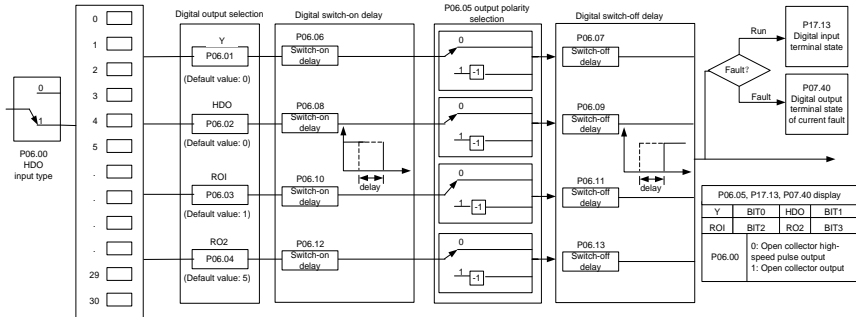 Digital output selection
Digital switch-on delay
P06.05 output polarity
selection
Digital switch-off delay
0
1
2
3
4
5
.
.
.
.
29
30
0
1
P06.00
HDO
input type
Y
P06.01
(Default value: 0)
HDO
P06.02
(Default value: 0)
ROI
P06.03
(Default value: 1)
RO2
P06.04
(Default value: 5)
P06.06
Switch-on
delay
P06.08
Switch-on
delay
delay
P06.10
Switch-on
delay
P06.12
Switch-on
delay
0
1
-1
0
1
-1
0
1
-1
0
1
-1
P06.07
Switch-off
delay
P06.09
Switch-off
delay
delay
P06.11
Switch-off
delay
P06.13
Switch-off
delay
Run
Fault?
Fault
P17.13
Digital input
terminal state
P07.40
Digital output
terminal state
of current fault
P06.05, P17.13, P07.40 display
Y BIT0 HDO BIT1
ROI BIT2 RO2 BIT3
P06.00
0: Open collector high-
speed pulse output
1: Open collector output